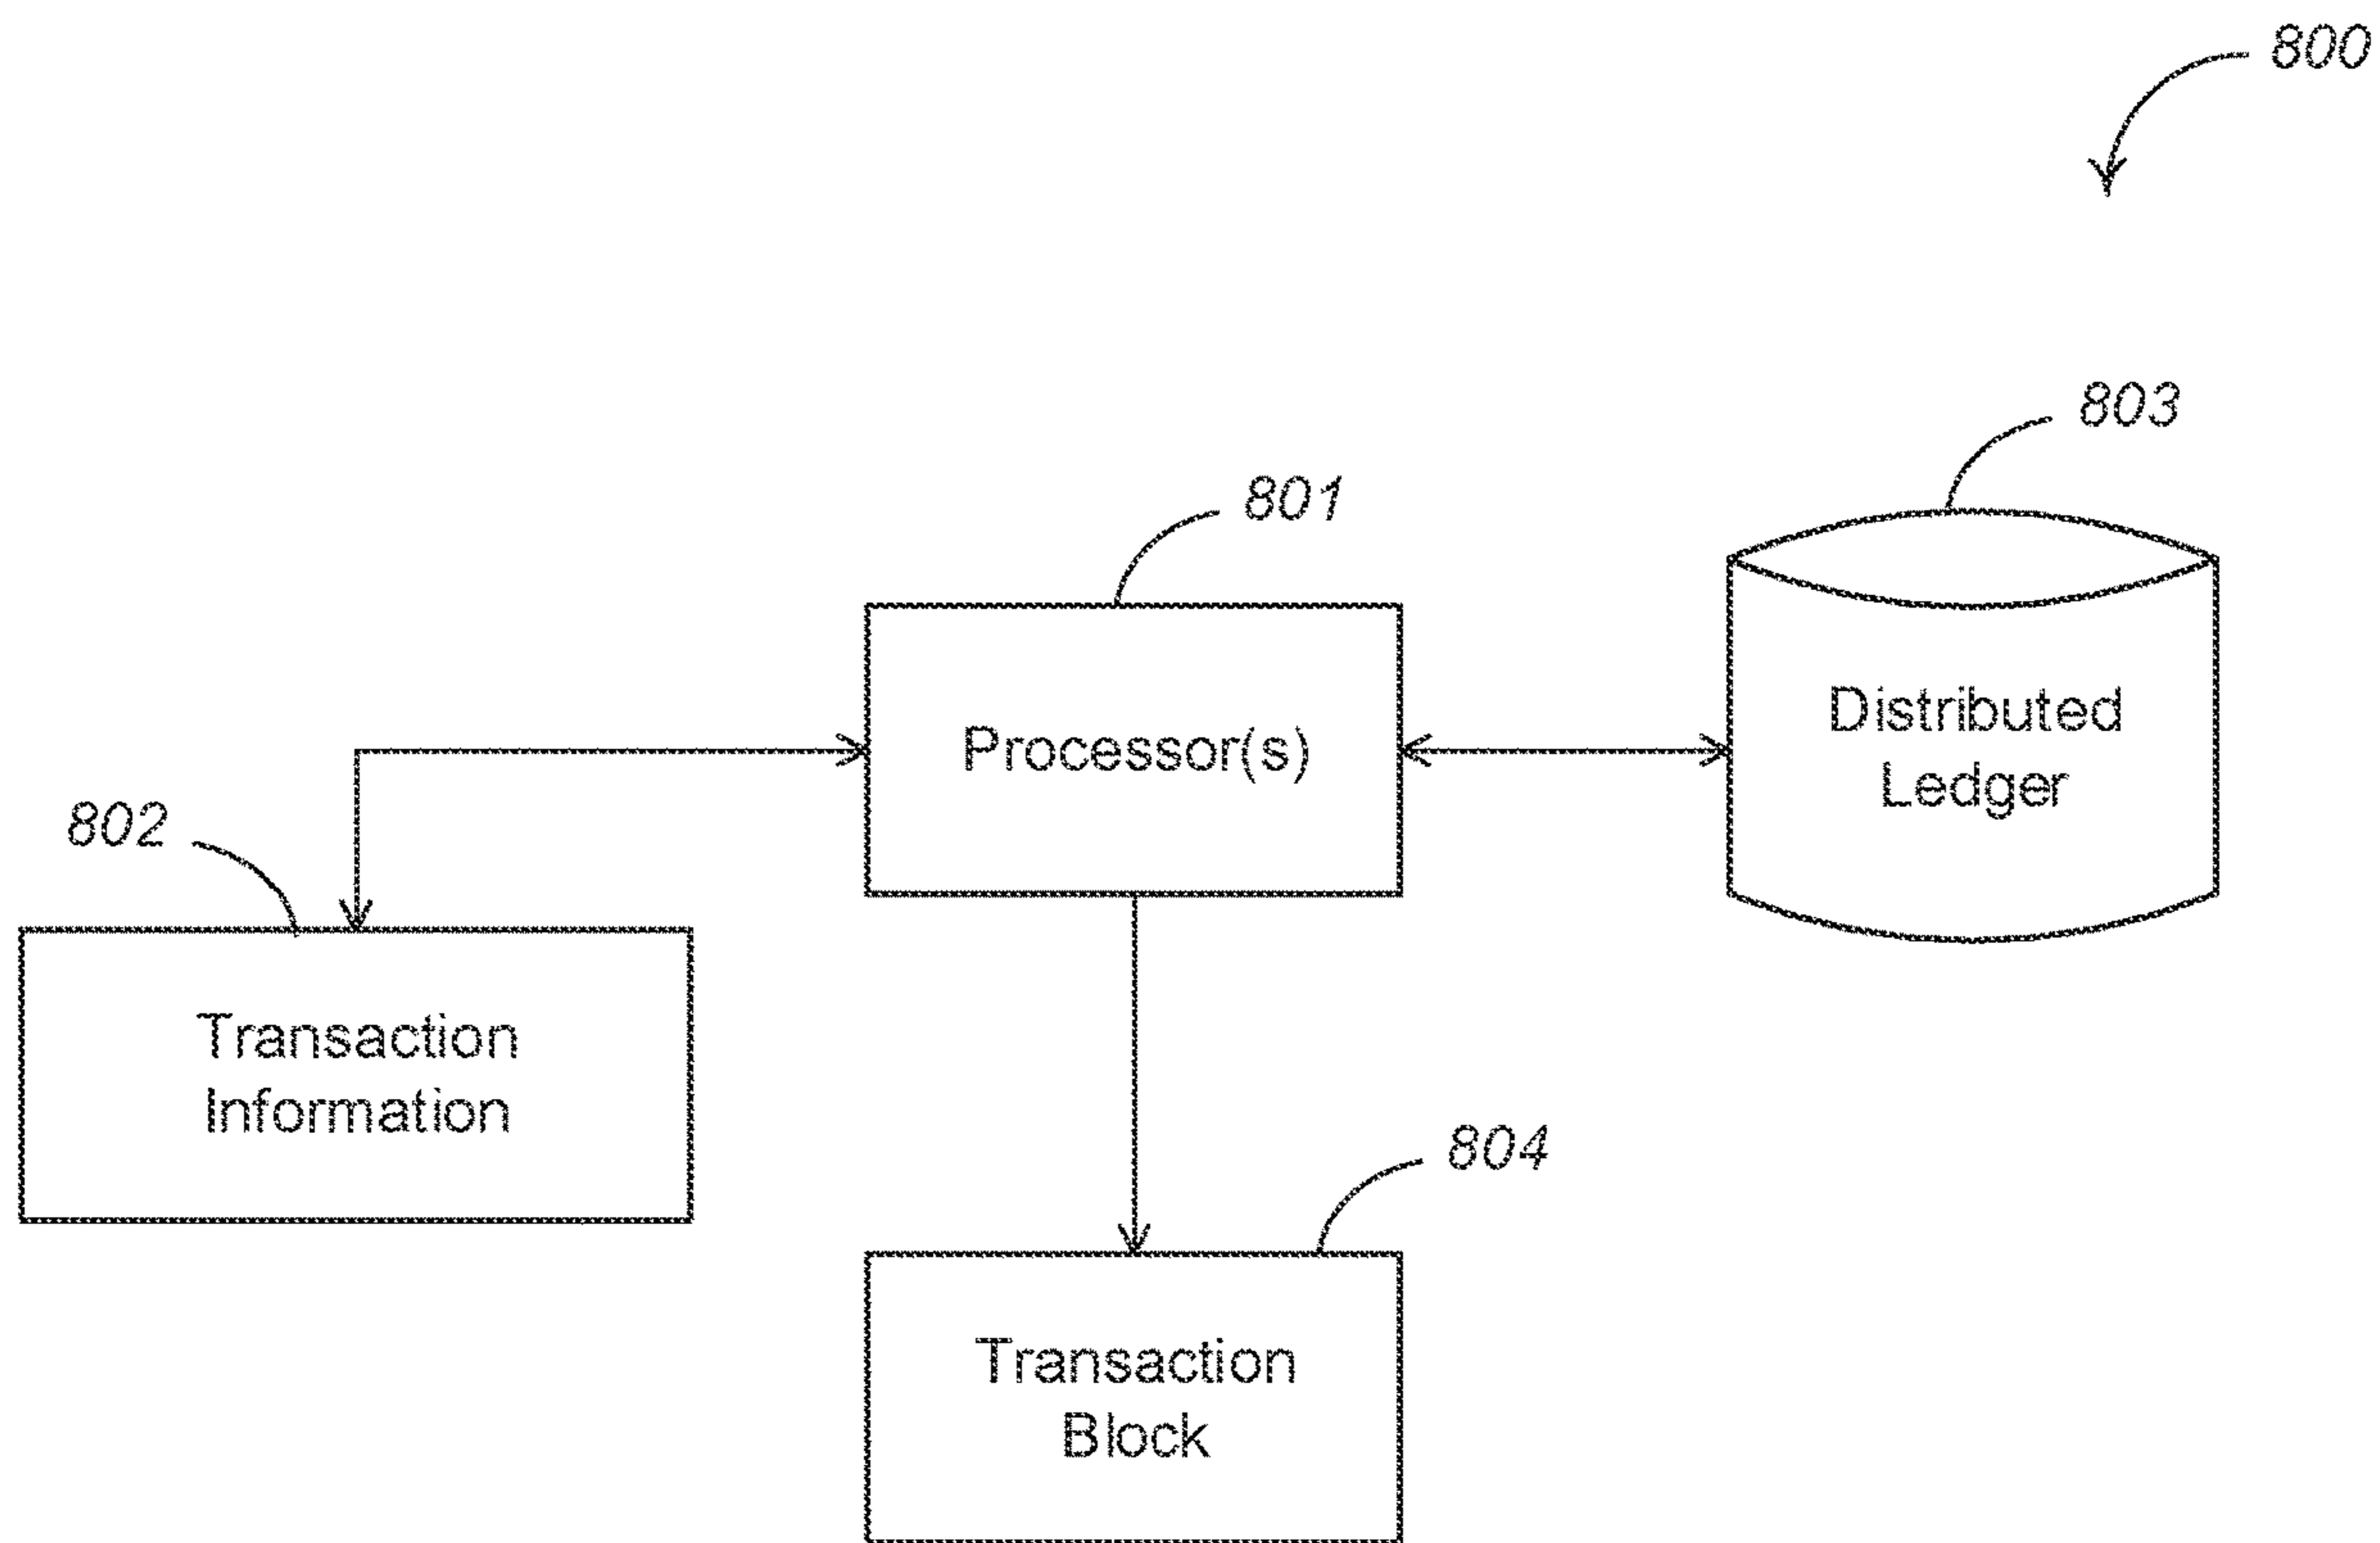 800
803
801
Distributed
Ledger
Processor(s)
802
Transaction
Information
804
Transaction
Block